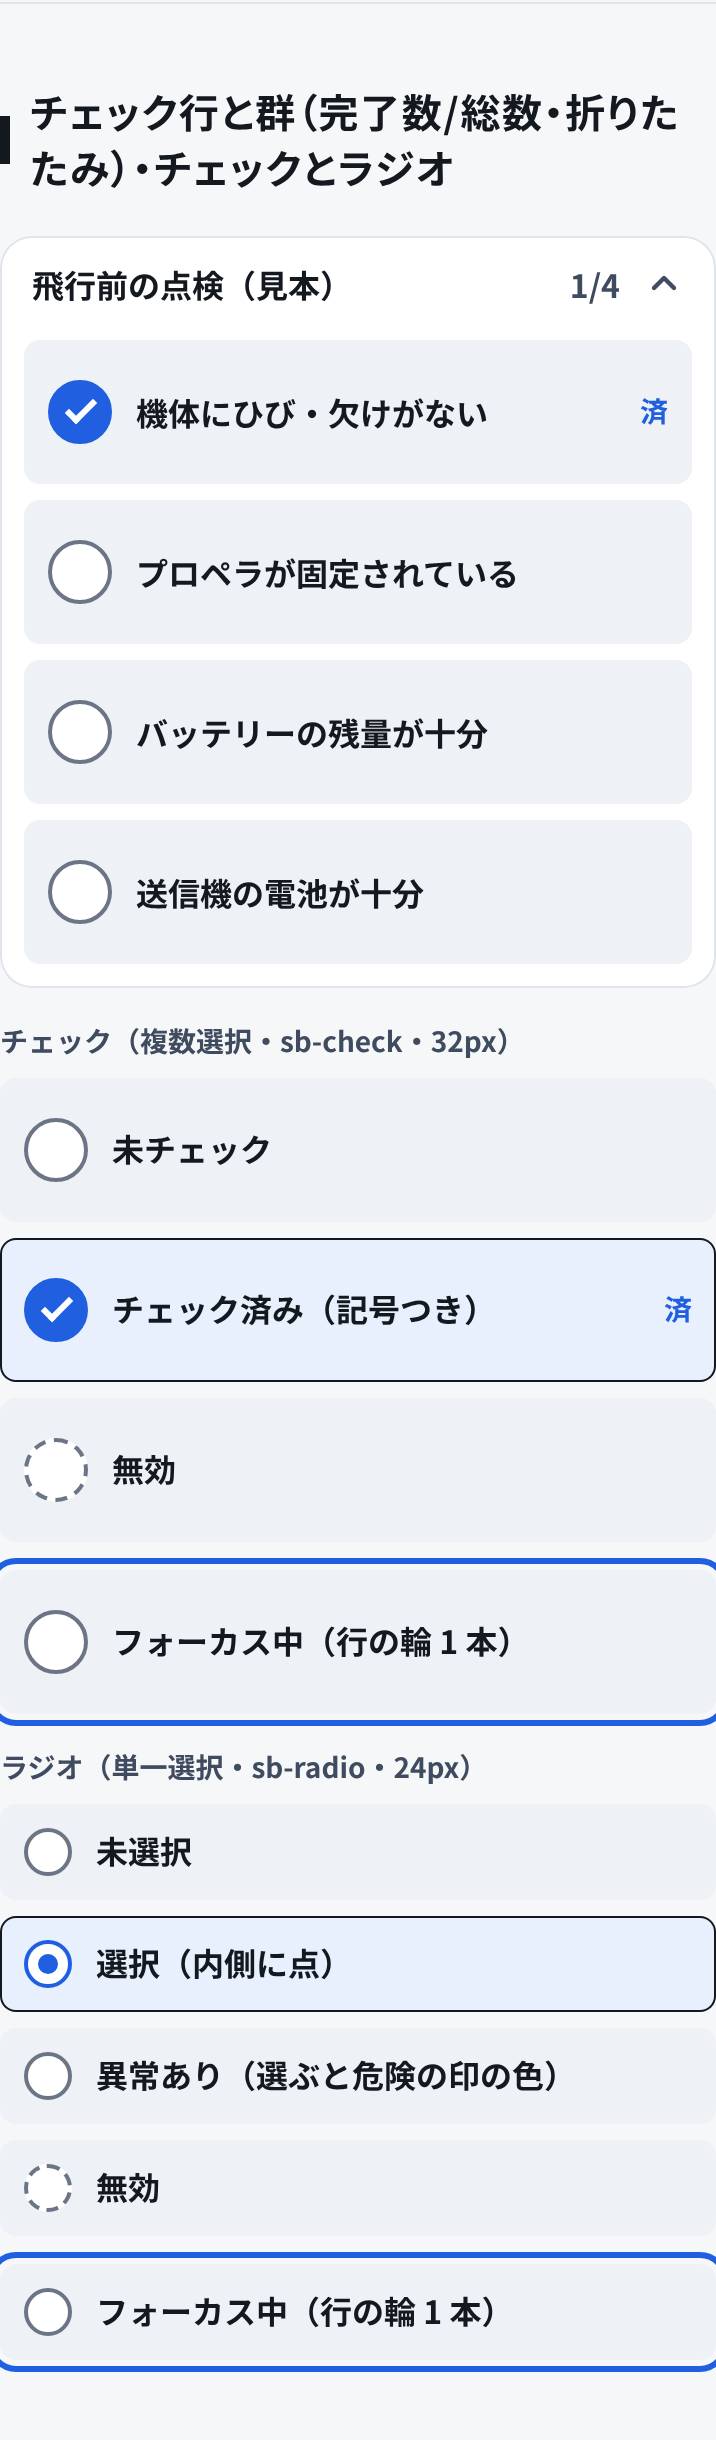 チェック行と群（完了数/総数・折りた
たみ）・チェックとラジオ
飛行前の点検（見本） 1/4
機体にひび・欠けがない 済
プロペラが固定されている
バッテリーの残量が十分
送信機の電池が十分
チェック（複数選択・sb-check・32px）
未チェック
チェック済み（記号つき） 済
無効
フォーカス中（行の輪 1 本）
ラジオ（単一選択・sb-radio・24px）
未選択
選択（内側に点）
異常あり（選ぶと危険の印の色）
無効
フォーカス中（行の輪 1 本）